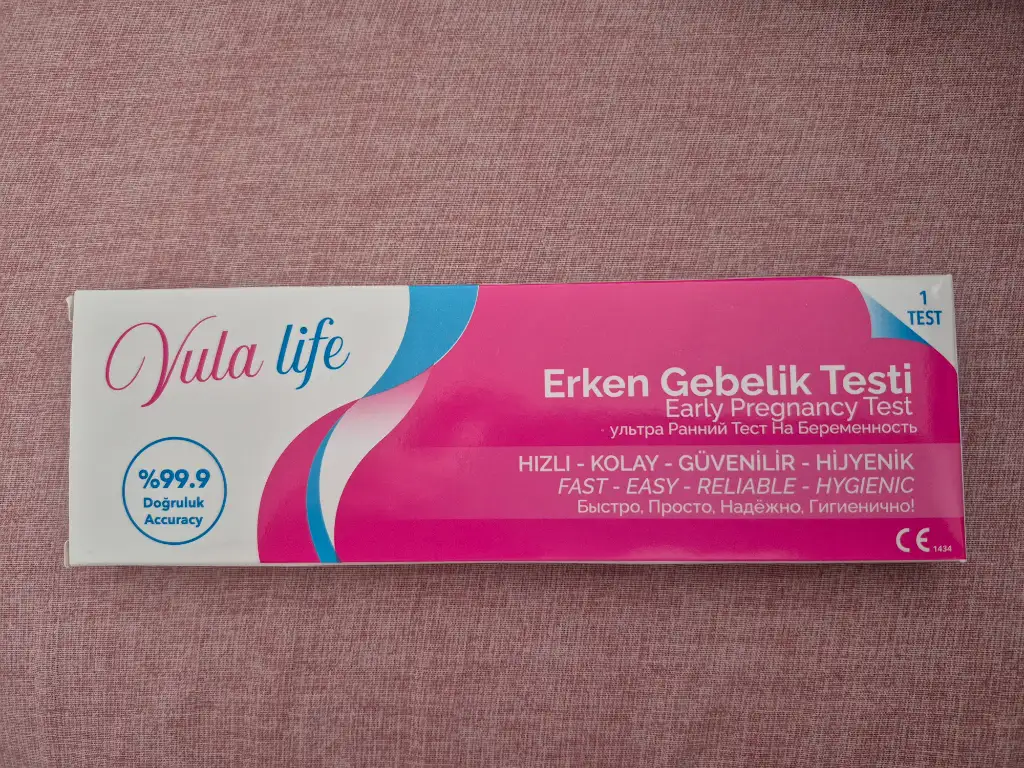 Vula life
%99.9
Doğruluk
Accuracy
1
TEST
Erken Gebelik Testi
Early Pregnancy Test
ультра Ранний Тест На Беременность
HIZLI - KOLAY - GÜVENİLİR - HİJYENİK
FAST - EASY - RELIABLE - HYGIENIC
Быстро, Просто, Надёжно, Гигиенично!
CE 1434